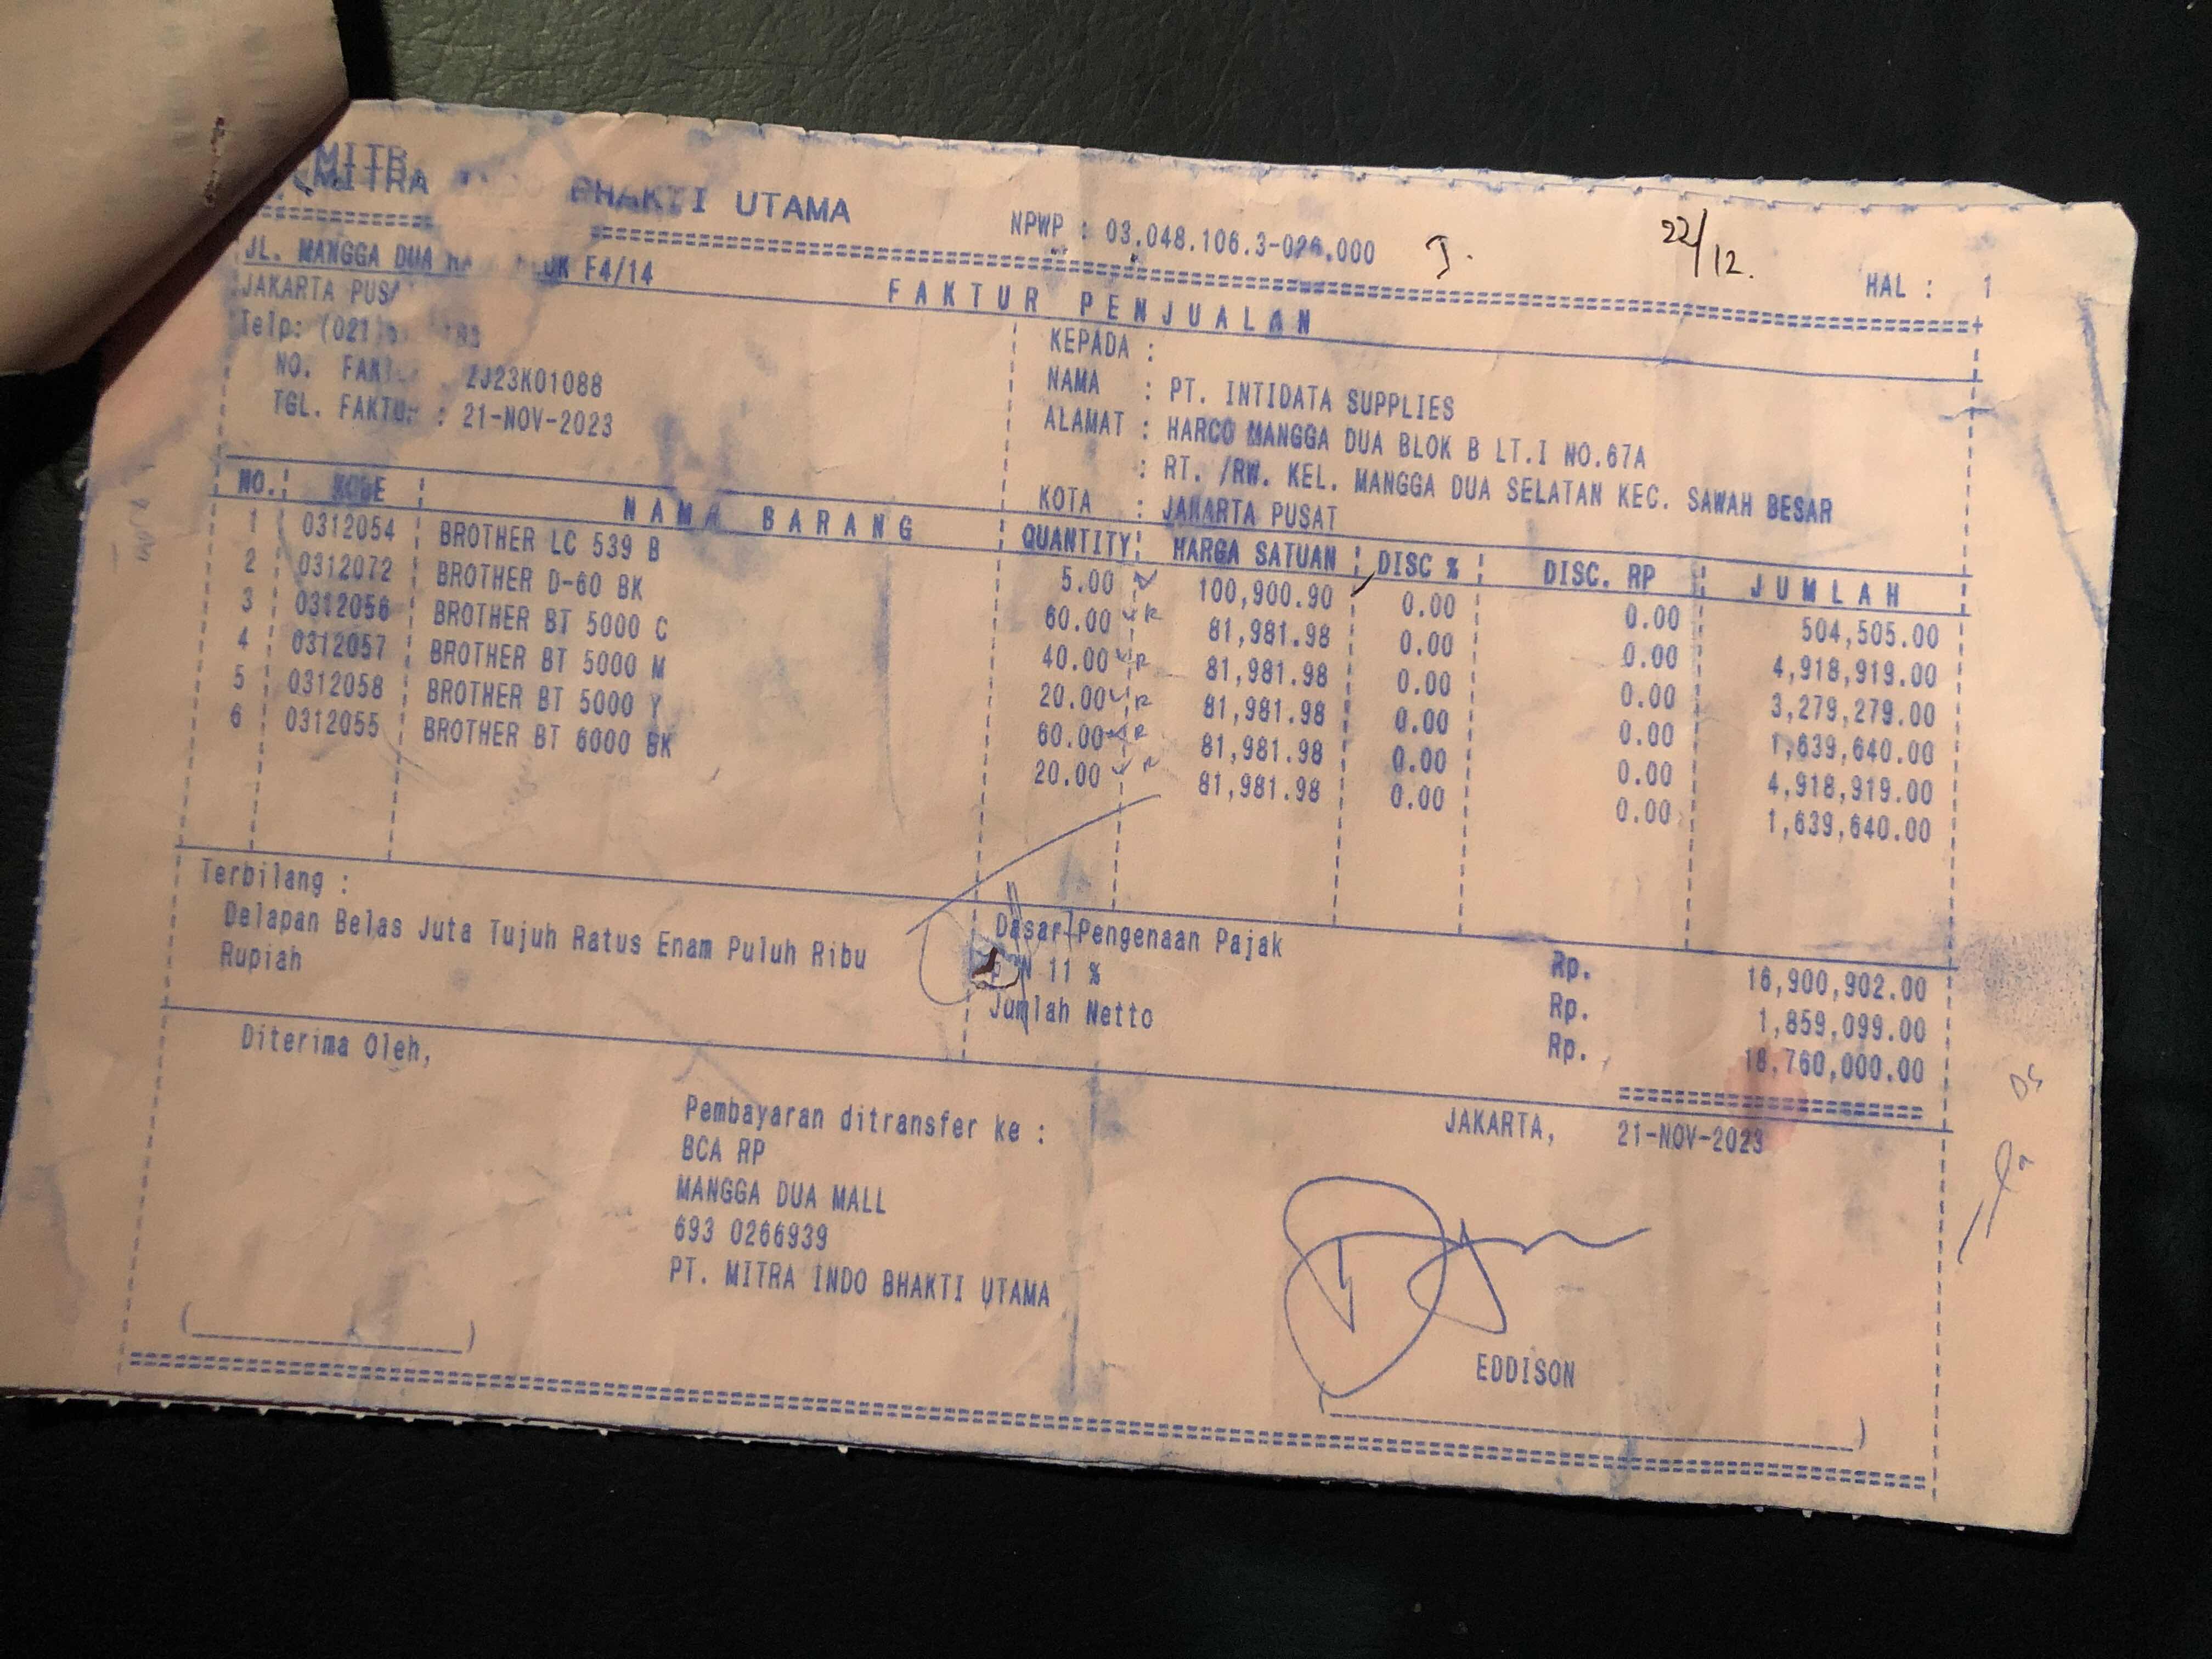 BHAKTI UTAMA
NPWP : 03.048.106.3-026.000
22/12.
HAL : 1
JL. MANGGA DUA F4/14
FAKTUR PENJUALAN
JAKARTA
Telp: (021)
NO. 
TGL. FAKTUR : 21-NOV-2023
KEPADA :
NAMA : PT. INTIDATA SUPPLIES
ALAMAT : HARCO MANGGA DUA BLOK B LT.I NO.67A
: RT. /RW. KEL. MANGGA DUA SELATAN KEC. SAWAH BESAR
KOTA : JAKARTA PUSAT
NO. KODE NAMA BARANG QUANTITY HARGA SATUAN DISC % DISC. RP JUMLAH
1 0312054 BROTHER LC 539 B 5.00 100,900.90 0.00 0.00 504,505.00
2 0312072 BROTHER D-60 BK 60.00 81,981.98 0.00 0.00 4,918,919.00
3 0312056 BROTHER BT 5000 C 40.00 81,981.98 0.00 0.00 3,279,279.00
4 0312057 BROTHER BT 5000 M 20.00 81,981.98 0.00 0.00 1,639,640.00
5 0312058 BROTHER BT 5000 Y 60.00 81,981.98 0.00 0.00 4,918,919.00
6 0312055 BROTHER BT 6000 BK 20.00 81,981.98 0.00 0.00 1,639,640.00
Terbilang :
Delapan Belas Juta Tujuh Ratus Enam Puluh Ribu
Rupiah
Dasar Pengenaan Pajak Rp. 16,900,902.00
11 % Rp. 1,859,099.00
Jumlah Netto Rp. 18,760,000.00
Diterima Oleh,
Pembayaran ditransfer ke :
BCA RP
MANGGA DUA MALL
693 0266939
PT. MITRA INDO BHAKTI UTAMA
JAKARTA, 21-NOV-2023
EDDISON